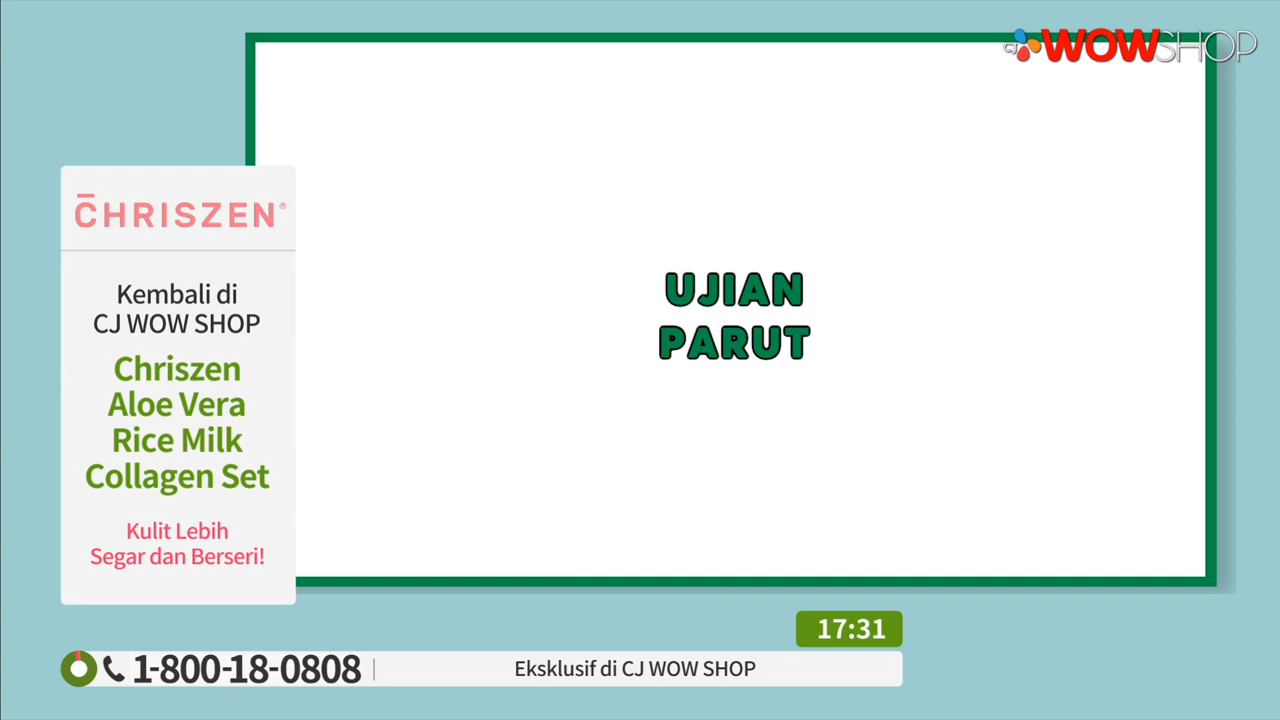 CJ WOWSHOP
CHRISZEN®
Kembali di
CJ WOW SHOP
Chriszen
Aloe Vera
Rice Milk
Collagen Set
Kulit Lebih
Segar dan Berseri!
UJIAN
PARUT
17:31
1-800-18-0808
Eksklusif di CJ WOW SHOP